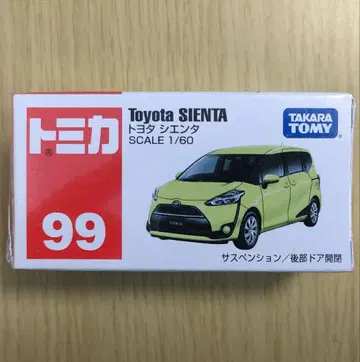 トミカ
®
99
Toyota SIENTA
トヨタ シエンタ
SCALE 1/60
TAKARA
TOMY
サスペンション／後部ドア開閉